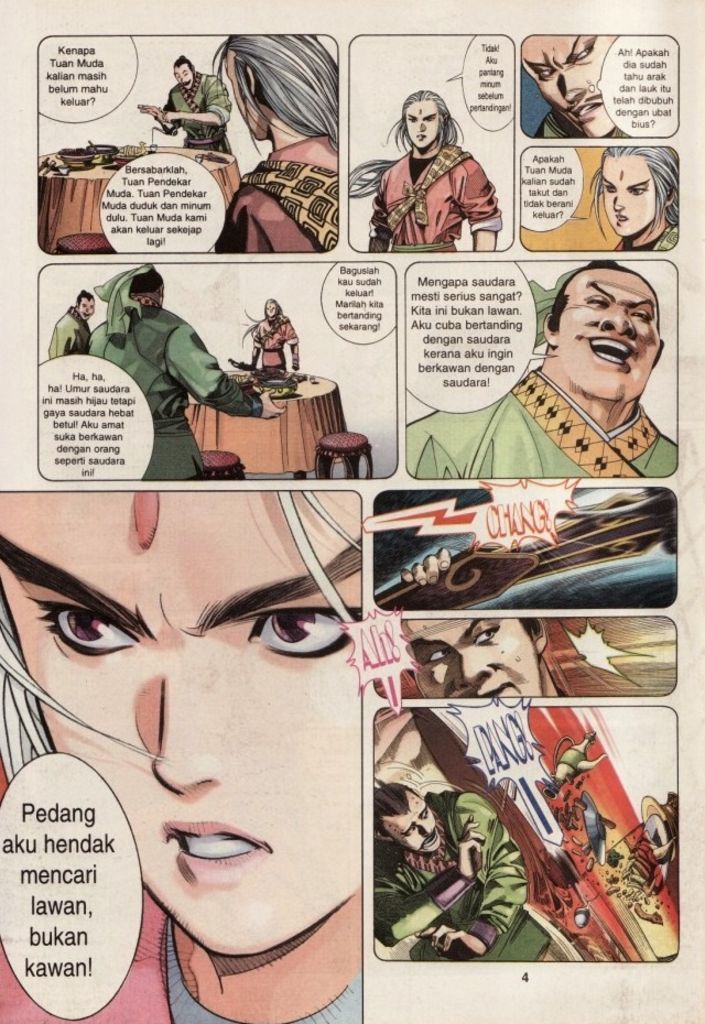 Kenapa
Tuan Muda
kalian masih
belum mahu
keluar?
Bersabarklah,
Tuan Pendekar
Muda. Tuan Pendekar
Muda duduk dan minum
dulu. Tuan Muda kami
akan keluar sekejap
lagi!
Tidak!
Aku
pantang
minum
sebelum
pertandingan!
Ah! Apakah
dia sudah
tahu arak
dan lauk itu
telah dibubuh
dengan ubat
bius?
Apakah
Tuan Muda
kalian sudah
takut dan
tidak berani
keluar?
Baguslah
kau sudah
keluar!
Marilah kita
bertanding
sekarang!
Ha, ha,
ha! Umur saudara
ini masih hijau tetapi
gaya saudara hebat
betul! Aku amat
suka berkawan
dengan orang
seperti saudara
ini!
Mengapa saudara
mesti serius sangat?
Kita ini bukan lawan.
Aku cuba bertanding
dengan saudara
kerana aku ingin
berkawan dengan
saudara!
Pedang
aku hendak
mencari
lawan,
bukan
kawan!
CHANG!
AH!
PANG!
4